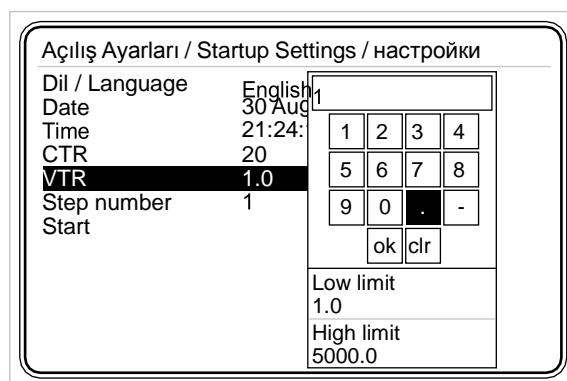 Açılış Ayarları / Startup Settings / настройки
Dil / Language English
Date 30 Aug
Time 21:24:
CTR 20
VTR 1.0
Step number 1
Start
1
1 2 3 4
5 6 7 8
9 0 . -
ok clr
Low limit
1.0
High limit
5000.0